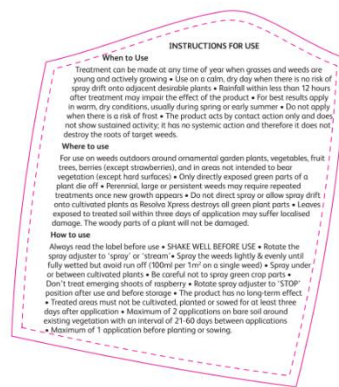 INSTRUCTIONS FOR USE
When to Use
Treatment can be made at any time of year when grasses and weeds are
young and actively growing • Use on a calm, dry day when there is no risk of
spray drift onto adjacent desirable plants • Rainfall within less than 12 hours
after treatment may impair the effect of the product • For best results apply
in warm, dry conditions, usually during spring or early summer • Do not apply
when there is a risk of frost • The product acts by contact action only and does
not show sustained activity; it has no systemic action and therefore it does not
destroy the roots of target weeds.
Where to use
For use on weeds outdoors around ornamental garden plants, vegetables, fruit
trees, berries (except strawberries), and in areas not intended to bear
vegetation (except hard surfaces) • Only directly exposed green parts of a
plant die off • Perennial, large or persistent weeds may require repeated
treatments once new growth appears • Do not direct spray or allow spray drift
onto cultivated plants as Resolva Xpress destroys all green plant parts • Leaves
exposed to treated soil within three days of application may suffer localised
damage. The woody parts of a plant will not be damaged.
How to use
Always read the label before use • SHAKE WELL BEFORE USE • Rotate the
spray adjuster to 'spray' or 'stream' • Spray the weeds lightly & evenly until
fully wetted but avoid run off (100ml per 1m² on a single weed) • Spray under
or between cultivated plants • Be careful not to spray green crop parts •
Don't treat emerging shoots of raspberry • Rotate spray adjuster to 'STOP'
position after use and before storage • The product has no long-term effect
• Treated areas must not be cultivated, planted or sowed for at least three
days after application • Maximum of 2 applications on bare soil around
existing vegetation with an interval of 21-60 days between applications
• Maximum of 1 application before planting or sowing.